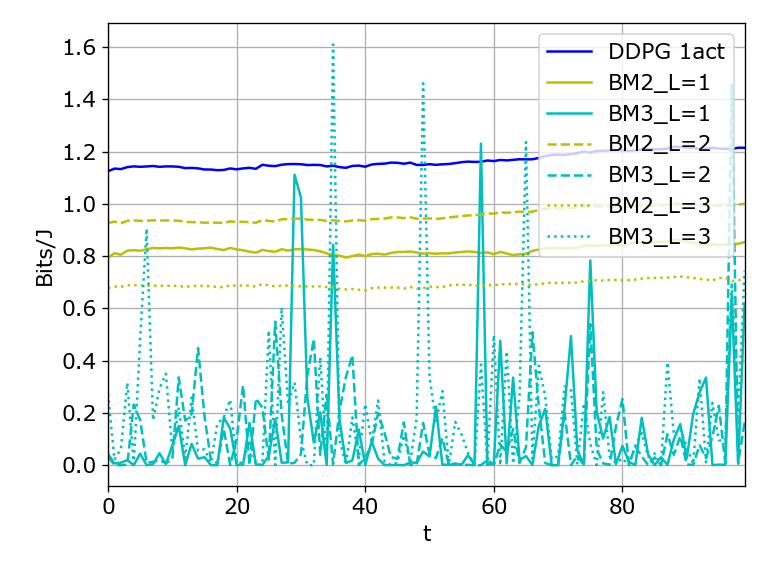 1.6
1.4
1.2
1.0
0.8
0.6
0.4
0.2
0.0
Bits/J
0 20 40 60 80
t
DDPG 1act
BM2_L=1
BM3_L=1
BM2_L=2
BM3_L=2
BM2_L=3
BM3_L=3